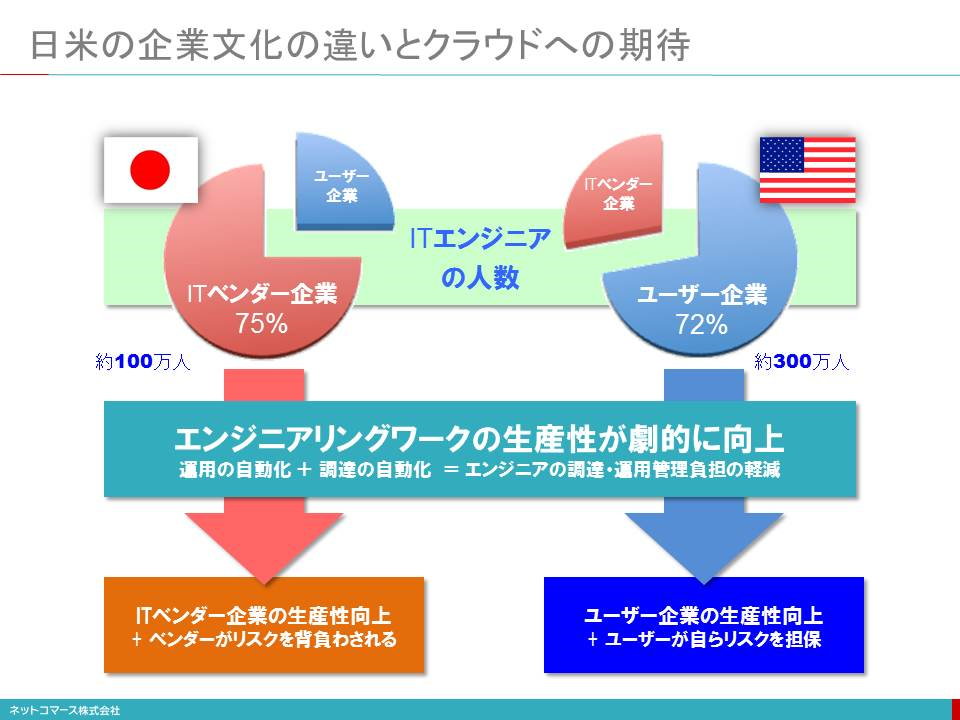 日米の企業文化の違いとクラウドへの期待
ユーザー
企業
ITベンダー
企業
ITエンジニア
の人数
ITベンダー企業
75%
ユーザー企業
72%
約100万人
約300万人
エンジニアリングワークの生産性が劇的に向上
運用の自動化 + 調達の自動化 = エンジニアの調達・運用管理負担の軽減
ITベンダー企業の生産性向上
+ ベンダーがリスクを背負わされる
ユーザー企業の生産性向上
+ ユーザーが自らリスクを担保
ネットコマース株式会社